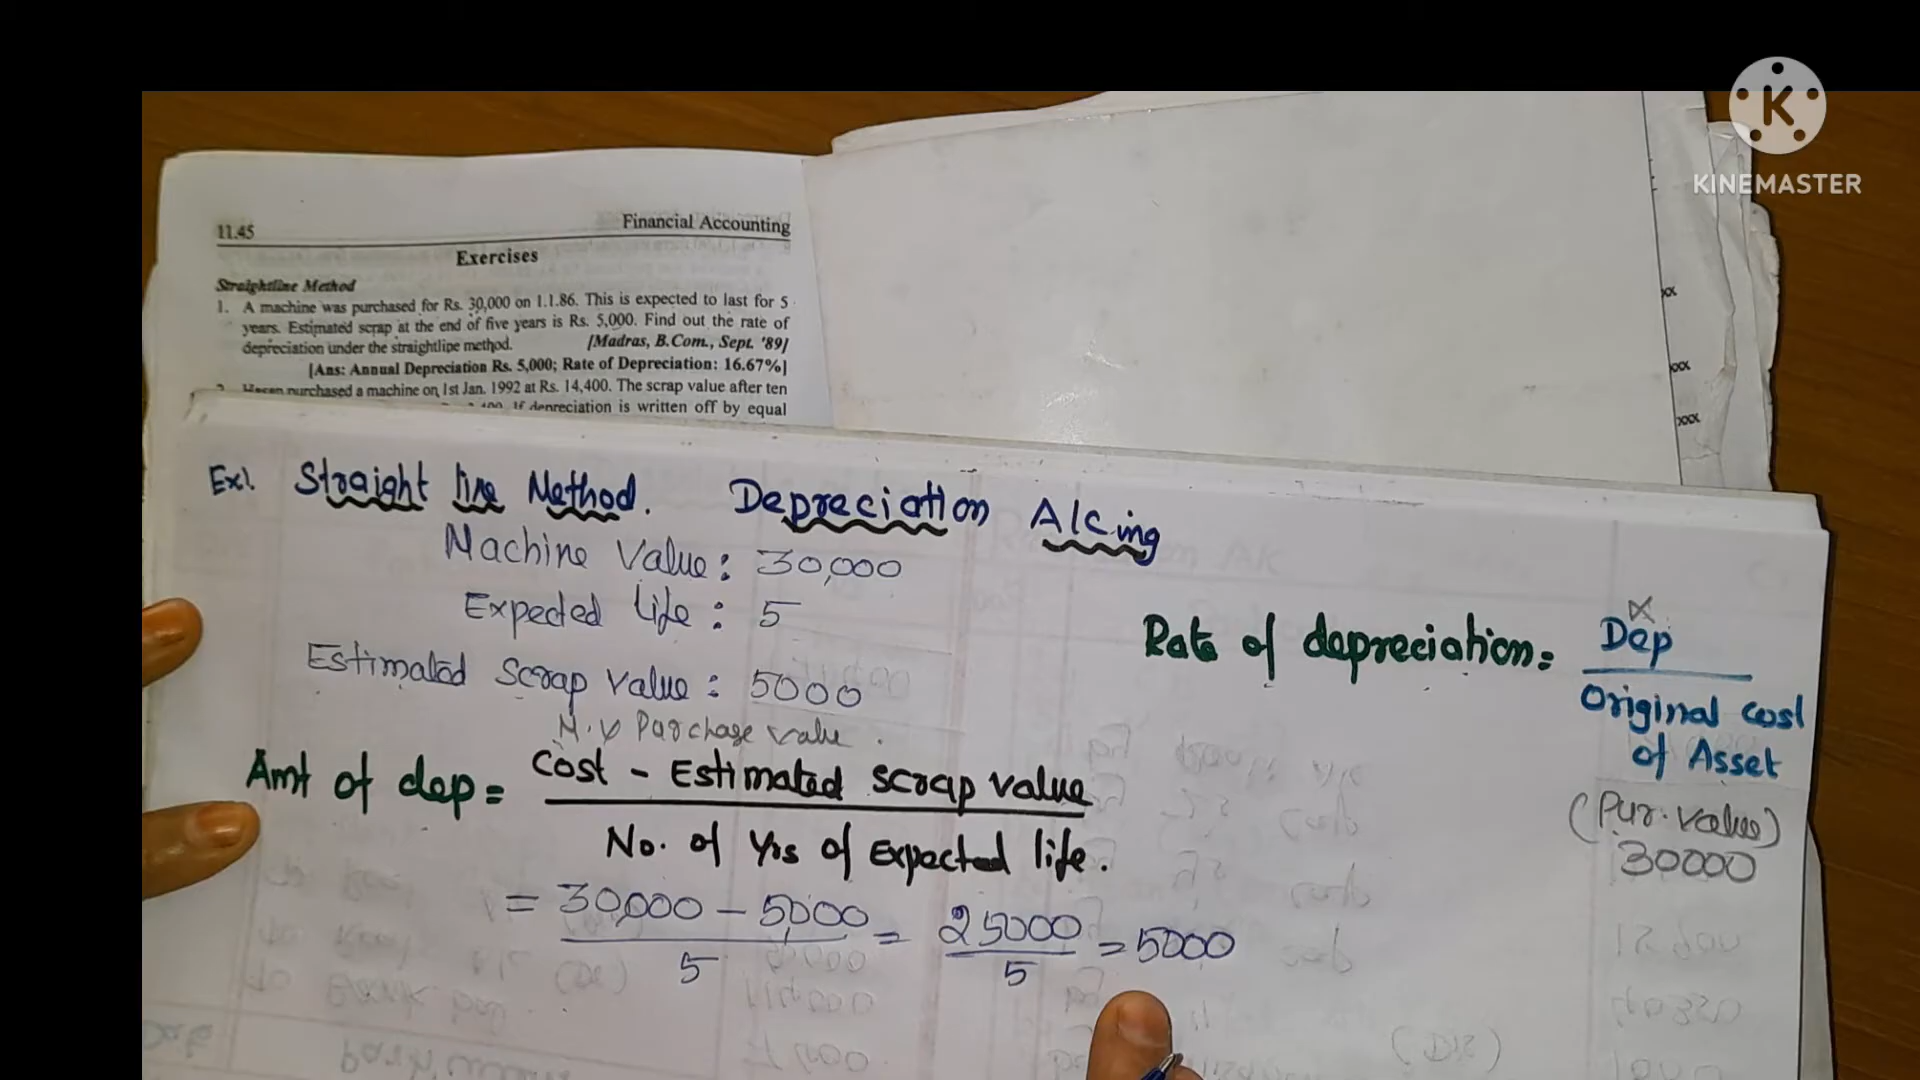 KINEMASTER
11.45 Financial Accounting
Exercises
Straightline Method
1. A machine was purchased for Rs. 30,000 on 1.1.86. This is expected to last for 5
years. Estimated scrap at the end of five years is Rs. 5,000. Find out the rate of
depreciation under the straightline method. [Madras, B.Com., Sept. '89]
[Ans: Annual Depreciation Rs. 5,000; Rate of Depreciation: 16.67%]
purchased a machine on 1st Jan. 1992 at Rs. 14,400. The scrap value after ten
If depreciation is written off by equal
xx
xxx
xxx
Ex1. Straight line Method. Depreciation A/cing
Machine Value: 30,000
Expected life: 5
Estimated Scrap Value: 5000
Purchase value.
Amt of dep = Cost - Estimated scrap value
No. of Yrs of Expected life.
= 30,000 - 5,000 = 25000 = 5000
5 5
Rate of depreciation = Dep
Original cost
of Asset
(Pur. value)
30000